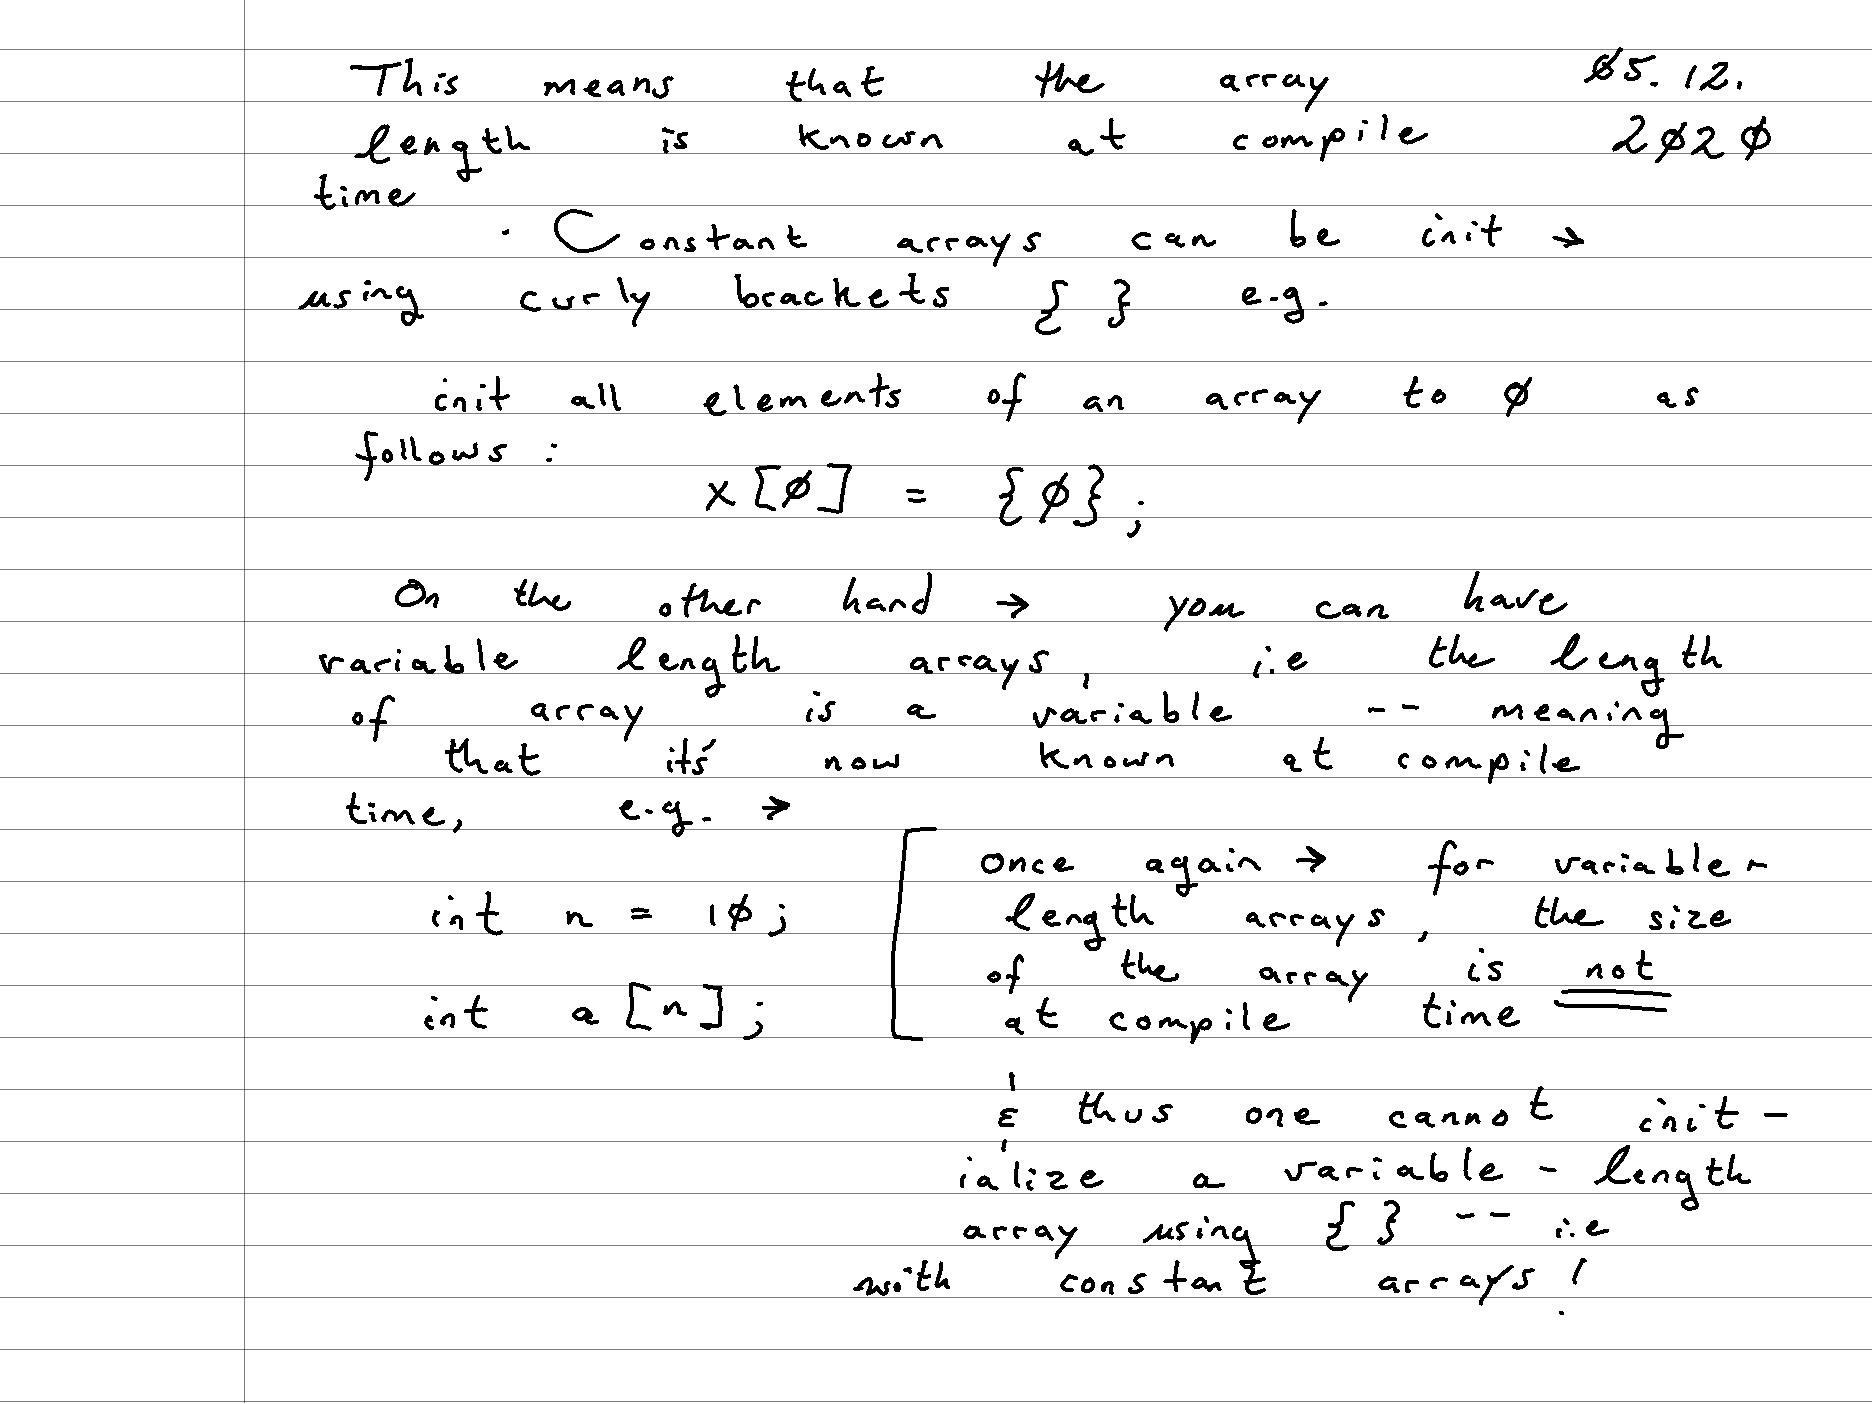 This means that the array ø5. 12.
length is known at compile 2ø2ø
time
· Constant arrays can be init →
using curly brackets { } e.g.
init all elements of an array to ø as
follows :
x [ø] = {ø} ;
On the other hand → you can have
variable length arrays, i.e the length
of array is a variable -- meaning
that it's now known at compile
time, e.g. →
int n = 1ø ;
int a [n] ;
Once again → for variable-
length arrays, the size
of the array is not
at compile time
& thus one cannot init-
ialize a variable - length
array using { } -- i.e
with constant arrays !